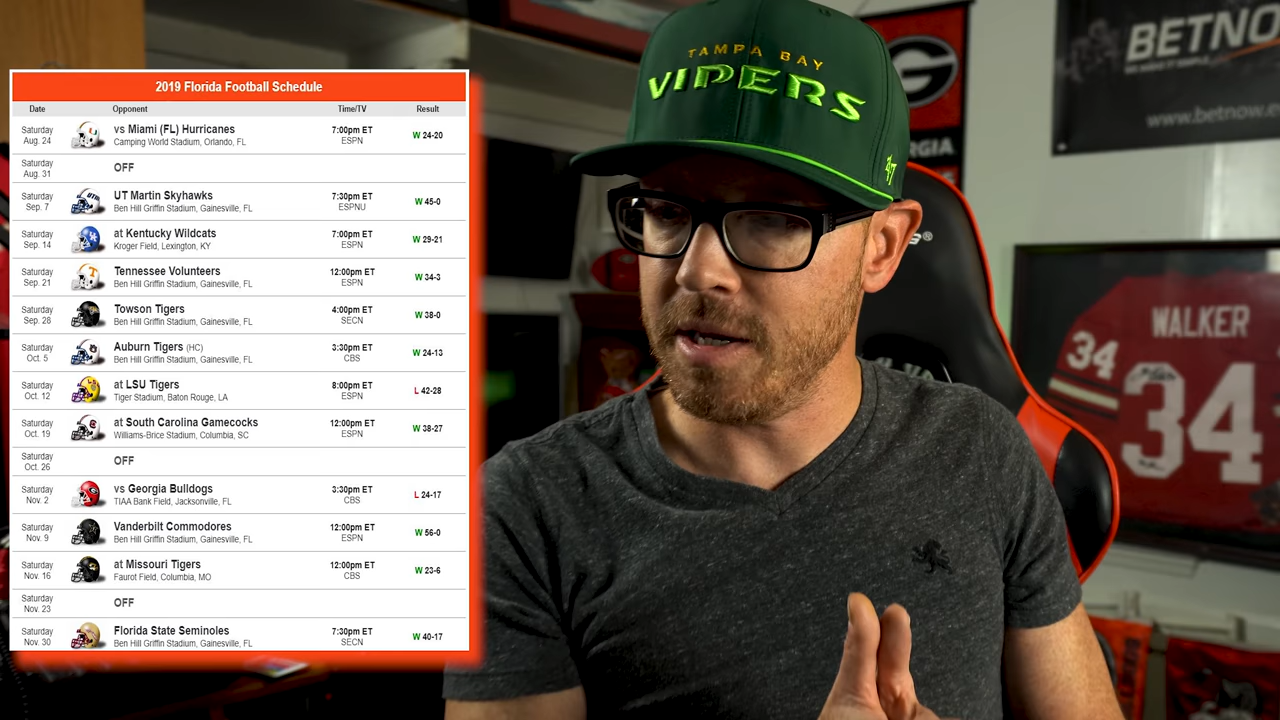 2019 Florida Football Schedule
Date Opponent Time/TV Result
Saturday Aug. 24 vs Miami (FL) Hurricanes 7:00pm ET W 24-20
Camping World Stadium, Orlando, FL ESPN
Saturday Aug. 31 OFF
Saturday Sep. 7 UT Martin Skyhawks 7:30pm ET W 45-0
Ben Hill Griffin Stadium, Gainesville, FL ESPNU
Saturday Sep. 14 at Kentucky Wildcats 7:00pm ET W 29-21
Kroger Field, Lexington, KY ESPN
Saturday Sep. 21 Tennessee Volunteers 12:00pm ET W 34-3
Ben Hill Griffin Stadium, Gainesville, FL ESPN
Saturday Sep. 28 Towson Tigers 4:00pm ET W 38-0
Ben Hill Griffin Stadium, Gainesville, FL SECN
Saturday Oct. 5 Auburn Tigers (HC) 3:30pm ET W 24-13
Ben Hill Griffin Stadium, Gainesville, FL CBS
Saturday Oct. 12 at LSU Tigers 8:00pm ET L 42-28
Tiger Stadium, Baton Rouge, LA ESPN
Saturday Oct. 19 at South Carolina Gamecocks 12:00pm ET W 38-27
Williams-Brice Stadium, Columbia, SC ESPN
Saturday Oct. 26 OFF
Saturday Nov. 2 vs Georgia Bulldogs 3:30pm ET L 24-17
TIAA Bank Field, Jacksonville, FL CBS
Saturday Nov. 9 Vanderbilt Commodores 12:00pm ET W 56-0
Ben Hill Griffin Stadium, Gainesville, FL ESPN
Saturday Nov. 16 at Missouri Tigers 12:00pm ET W 23-6
Faurot Field, Columbia, MO CBS
Saturday Nov. 23 OFF
Saturday Nov. 30 Florida State Seminoles 7:30pm ET W 40-17
Ben Hill Griffin Stadium, Gainesville, FL SECN
TAMPA BAY
VIPERS
47
G
RGIA
BETNO
www.betnow.e
WALKER
34
34